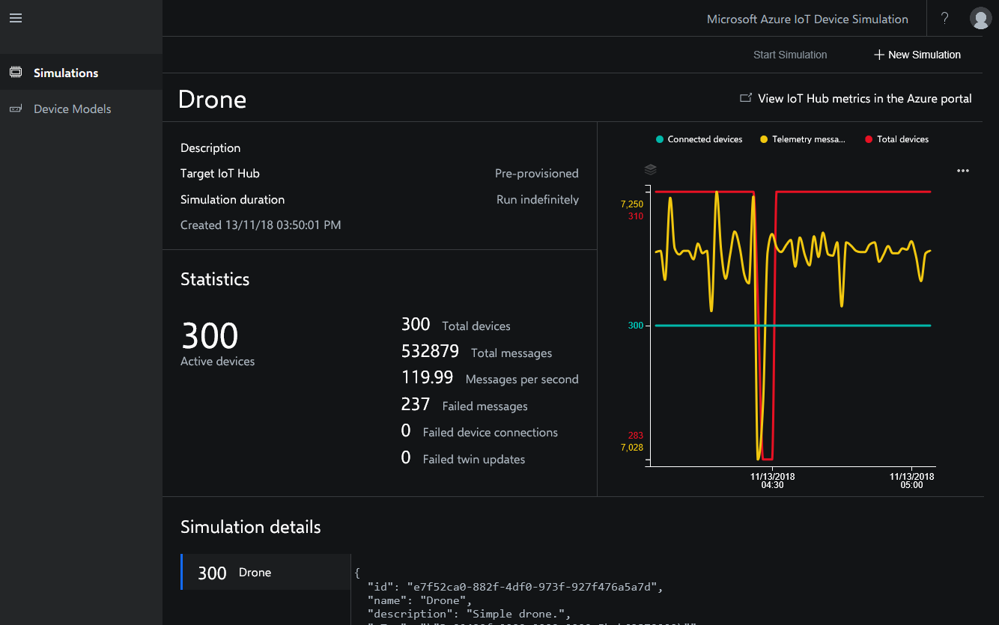 Microsoft Azure IoT Device Simulation ?
Start Simulation + New Simulation
Simulations
Device Models
Drone
View IoT Hub metrics in the Azure portal
Description
Target IoT Hub Pre-provisioned
Simulation duration Run indefinitely
Created 13/11/18 03:50:01 PM
Statistics
300
Active devices
300 Total devices
532879 Total messages
119.99 Messages per second
237 Failed messages
0 Failed device connections
0 Failed twin updates
Connected devices Telemetry messa... Total devices
7,250
310
300
283
7,028
11/13/2018 11/13/2018
04:30 05:00
Simulation details
300 Drone
{
"id": "e7f52ca0-882f-4df0-973f-927f476a5a7d",
"name": "Drone",
"description": "Simple drone.",